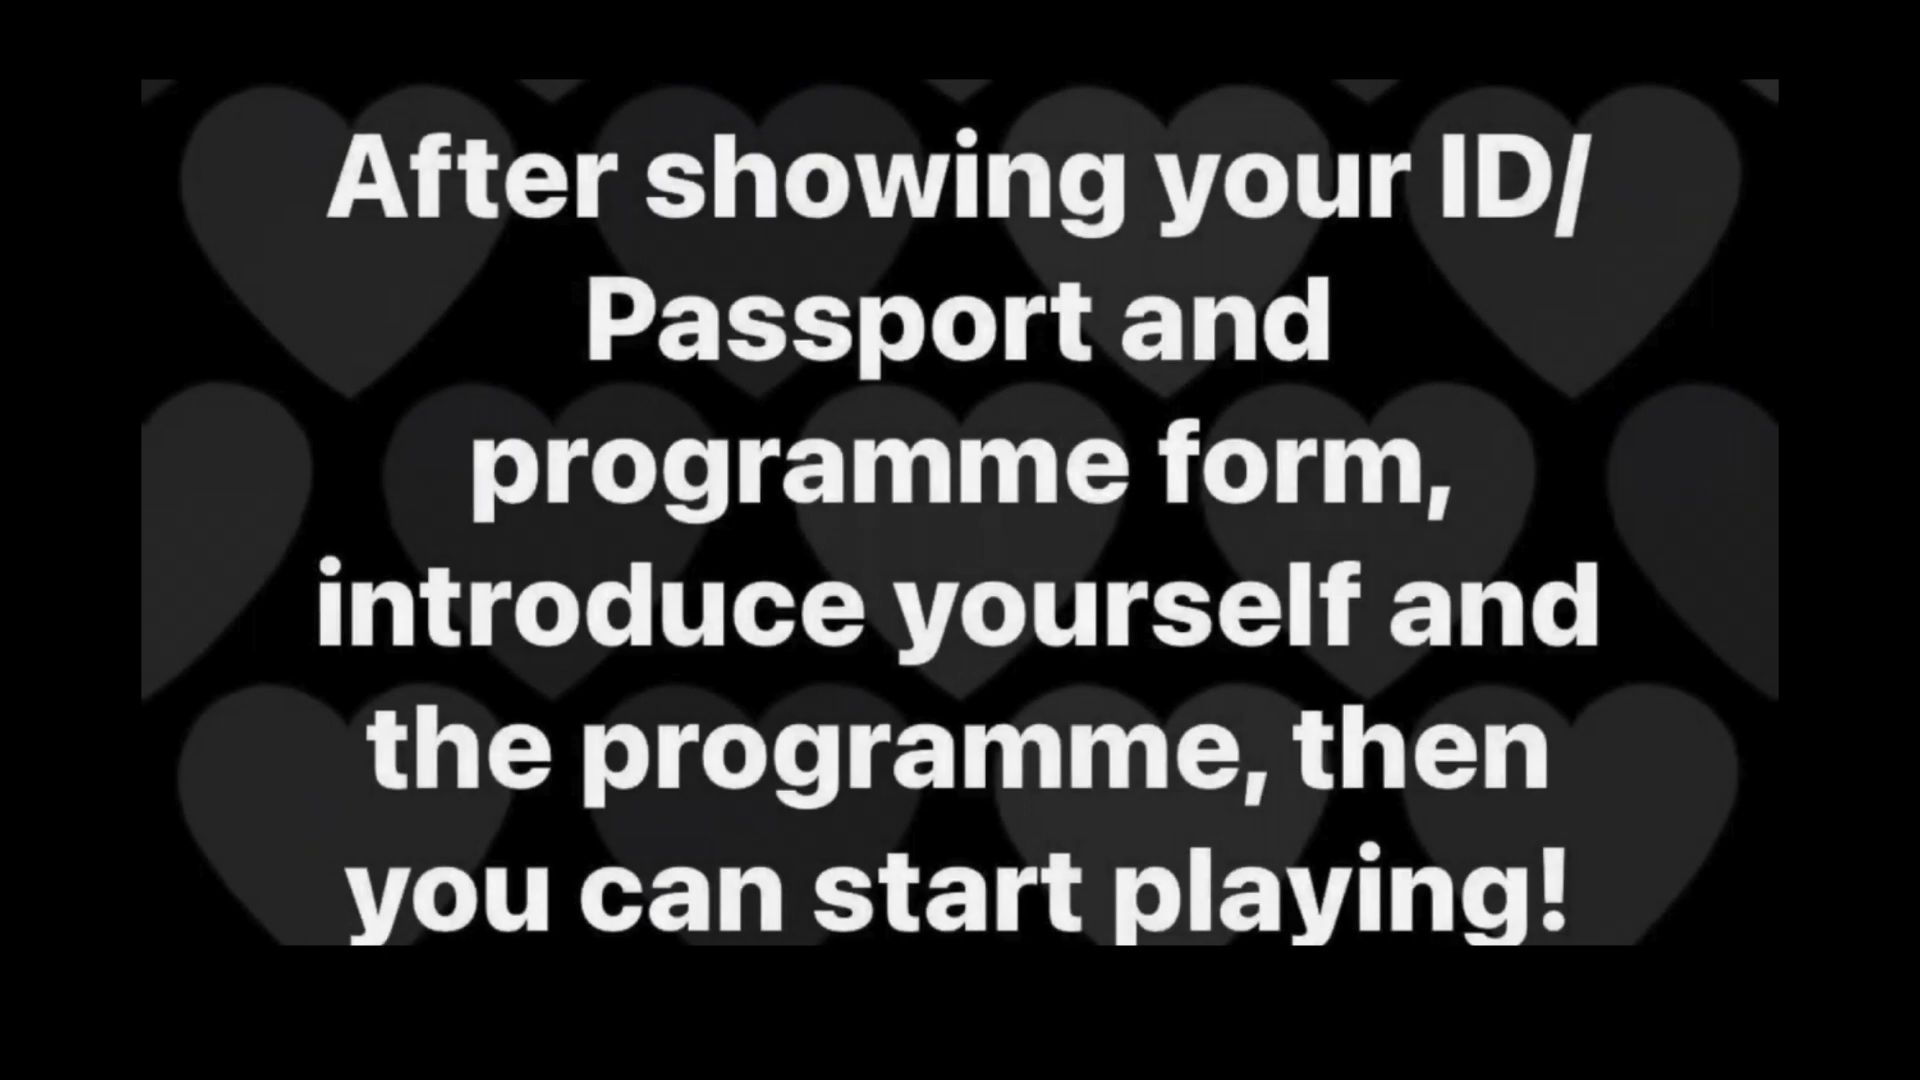 After showing your ID/
Passport and
programme form,
introduce yourself and
the programme, then
you can start playing!